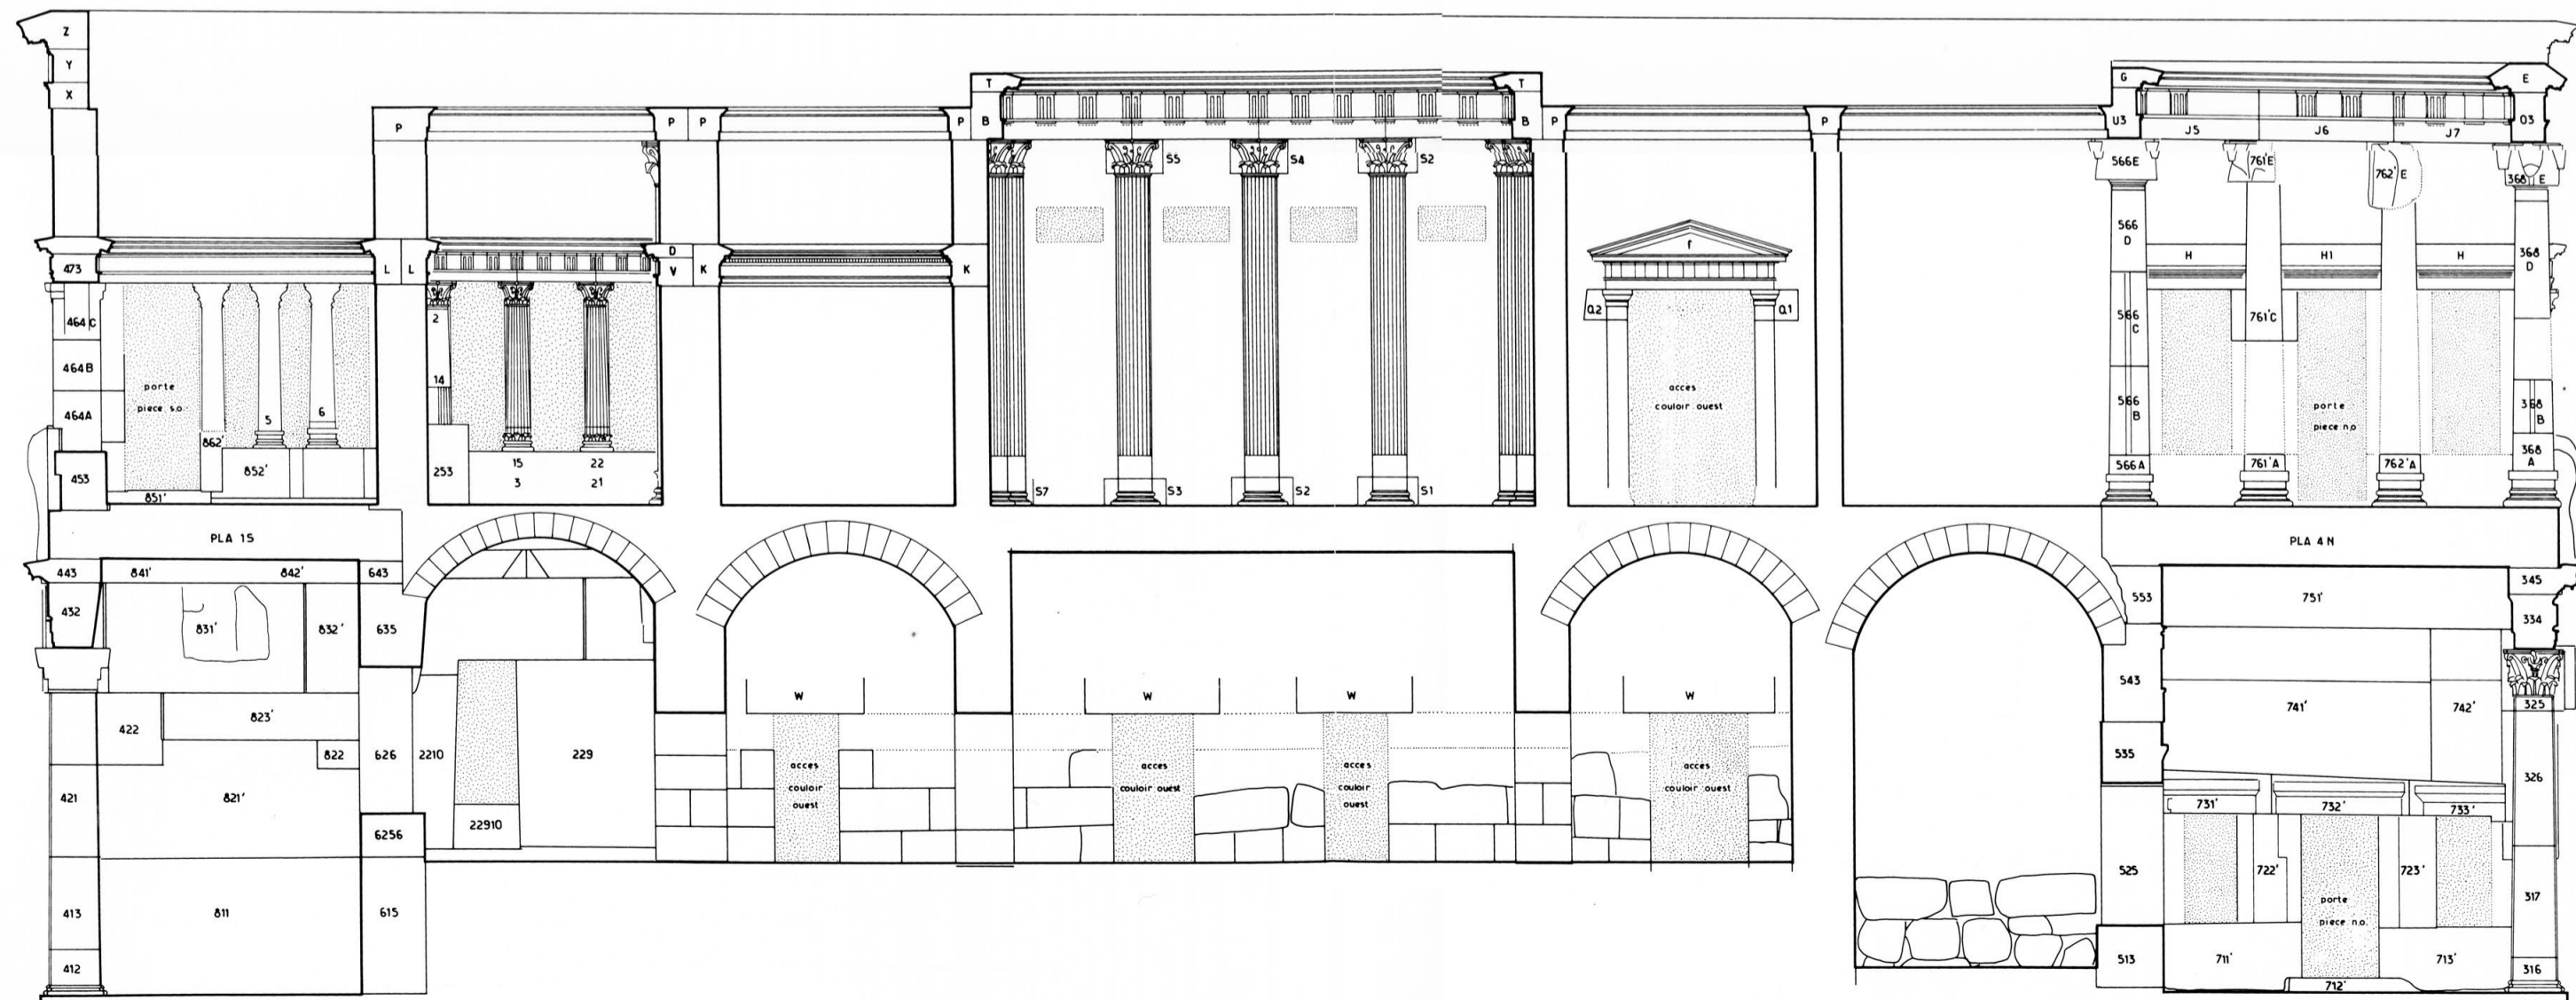 Z
Y
X
P
P P
P B
T
T
B P
P
G
U3
E
O3
J5
J6
J7
S5
S4
S2
566E
761'E
762' E
368 E
473
L L
D
V K
K
r
Q2
Q1
566
D
H
H1
H
368
D
464 C
2
566
C
761'C
464B
14
porte
piece s.o.
464A
5
6
acces
couloir ouest
566
B
porte
piece n.o
368
B
862'
852'
453
851'
253
15
3
22
21
S7
S3
S2
S1
566A
761'A
762'A
368
A
PLA 15
PLA 4 N
443
841'
842'
643
345
432
831'
832'
635
553
751'
334
422
823'
822
626
2210
229
W
W
W
W
543
741'
742'
325
535
421
821'
acces
couloir
ouest
acces
couloir ouest
acces
couloir
ouest
acces
couloir ouest
326
731'
732'
733'
22910
6256
525
722'
723'
413
811
615
porte
piece n.o.
317
412
513
711'
713'
316
712'